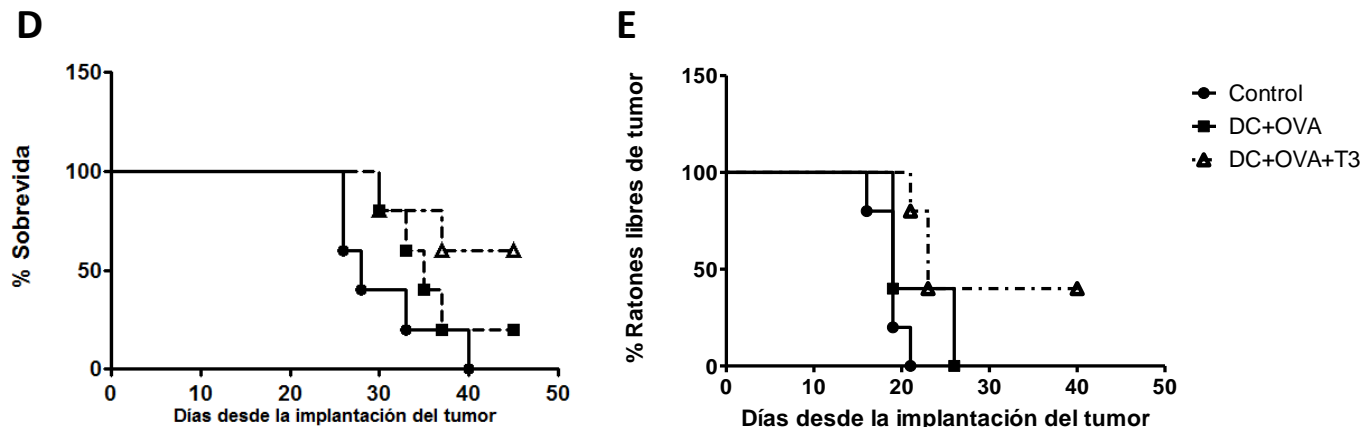 D
% Sobrevida
150
100
50
0
0 10 20 30 40 50
Días desde la implantación del tumor
E
% Ratones libres de tumor
150
100
50
0
0 10 20 30 40 50
Días desde la implantación del tumor
Control
DC+OVA
DC+OVA+T3